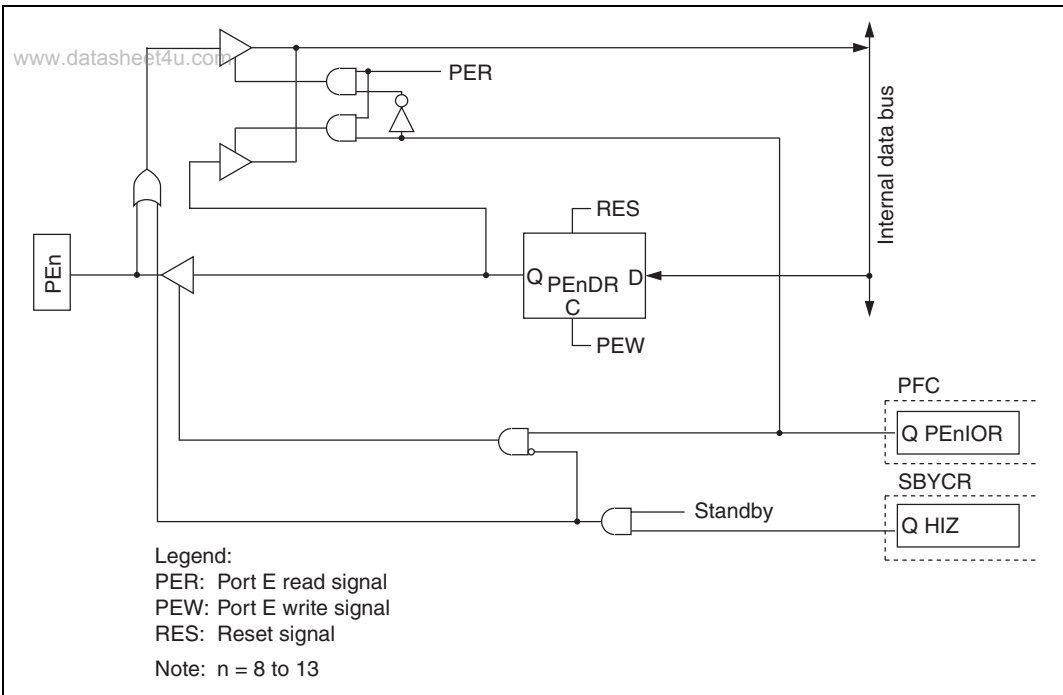 www.datasheet4u.com
PER
Internal data bus
RES
PEn
Q PEnDR D
C
PEW
PFC
Q PEnIOR
SBYCR
Standby
Q HIZ
Legend:
PER: Port E read signal
PEW: Port E write signal
RES: Reset signal
Note: n = 8 to 13